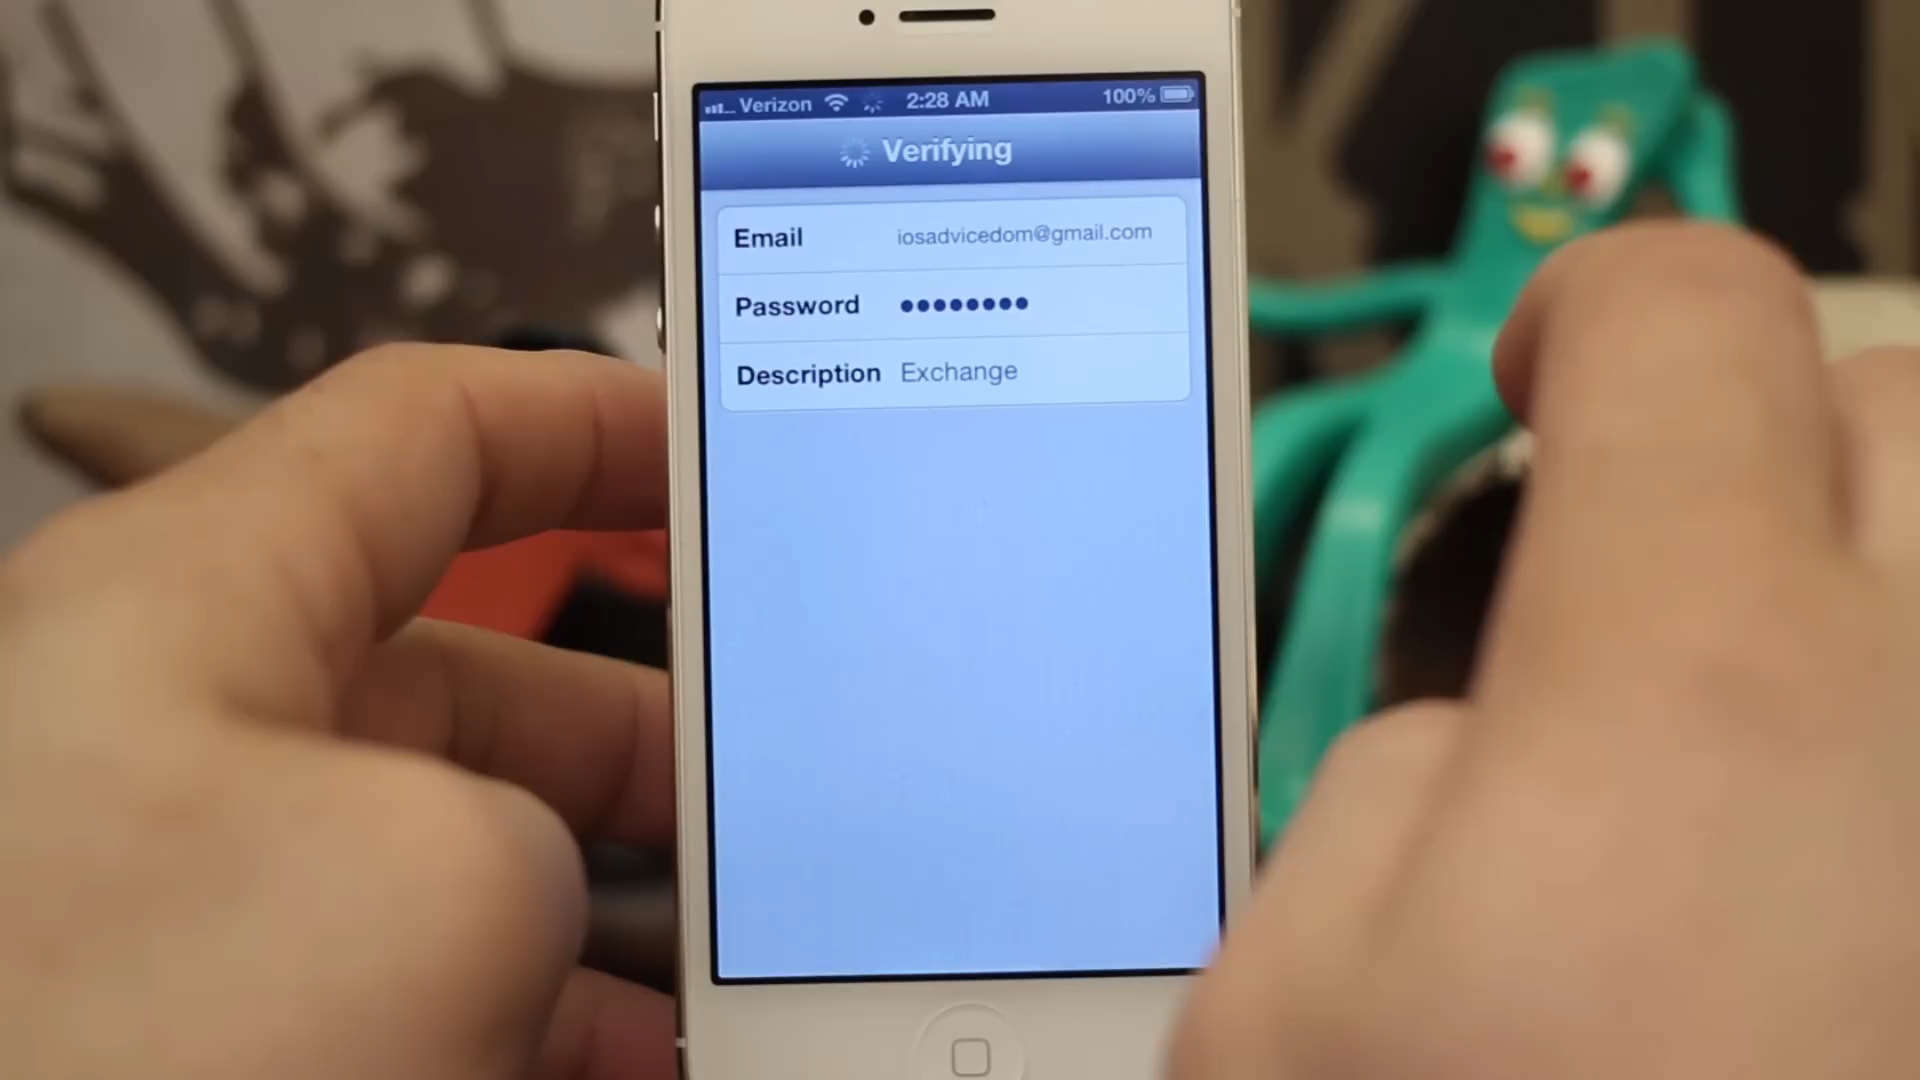 Verizon 2:28 AM 100%
Verifying
Email iosadvicedom@gmail.com
Password ●●●●●●●●
Description Exchange